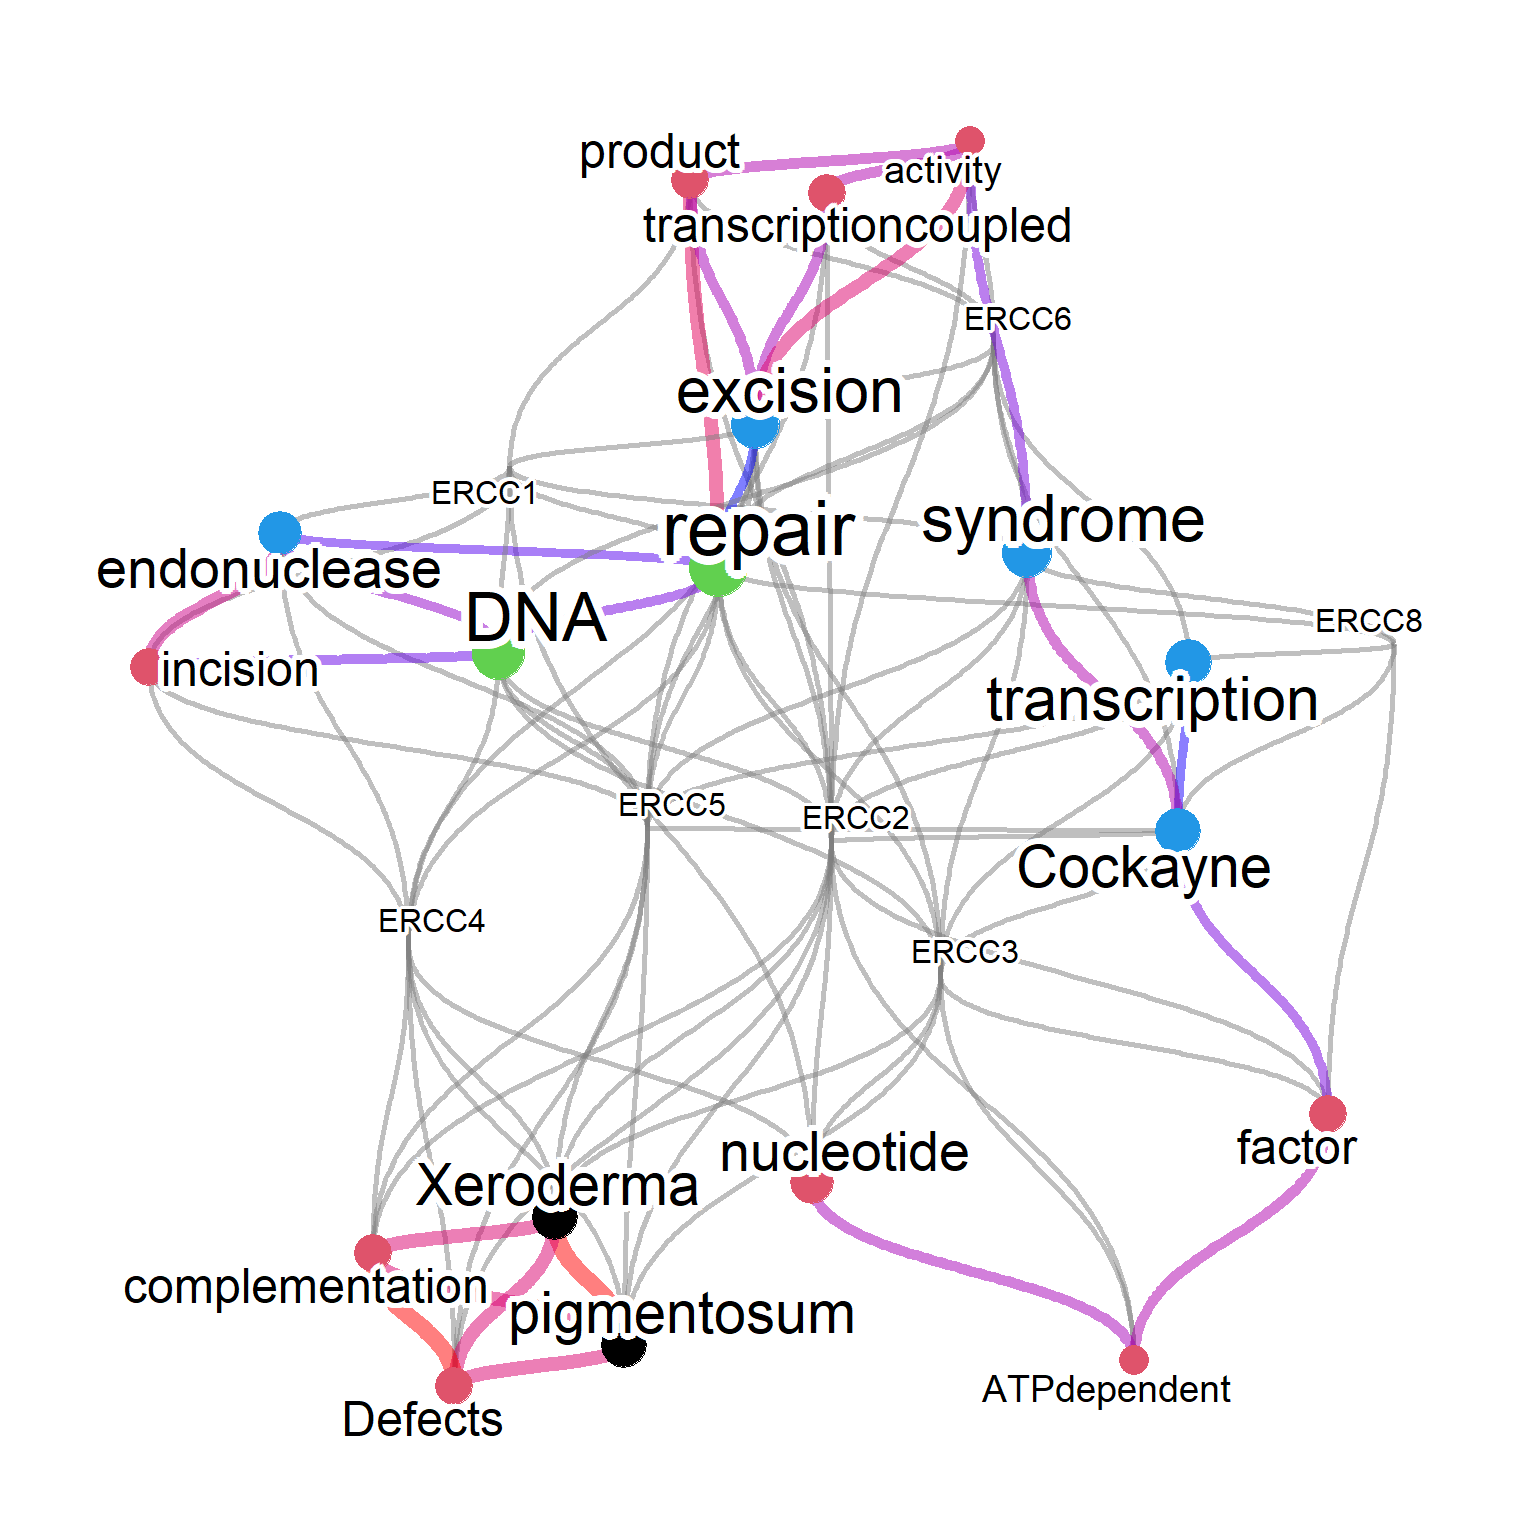 product
activity
transcriptioncoupled
ERCC6
excision
ERCC1
repair
syndrome
endonuclease
DNA
ERCC8
incision
transcription
ERCC5
ERCC2
Cockayne
ERCC4
ERCC3
nucleotide
factor
Xeroderma
complementation
pigmentosum
ATPdependent
Defects